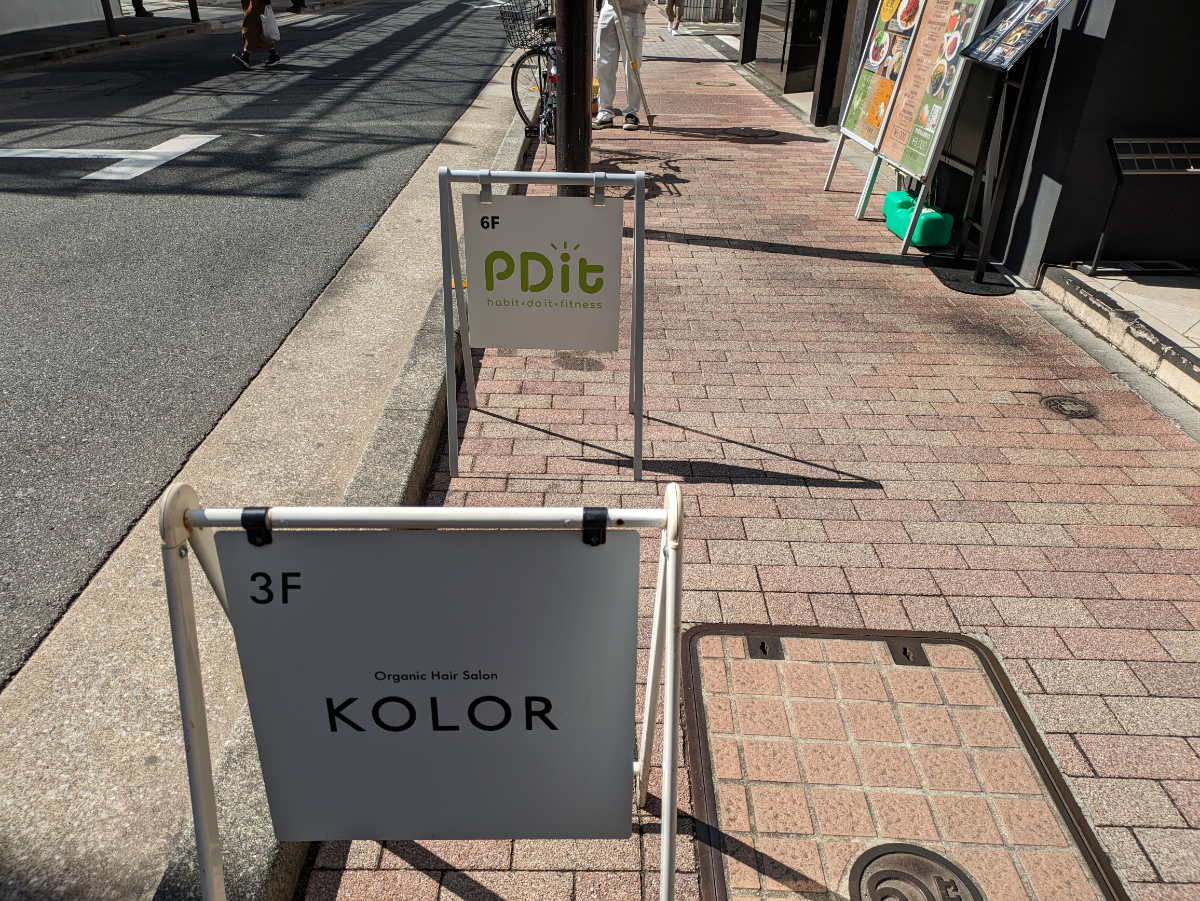 6F
PDit
habit×do it×fitness
3F
Organic Hair Salon
KOLOR